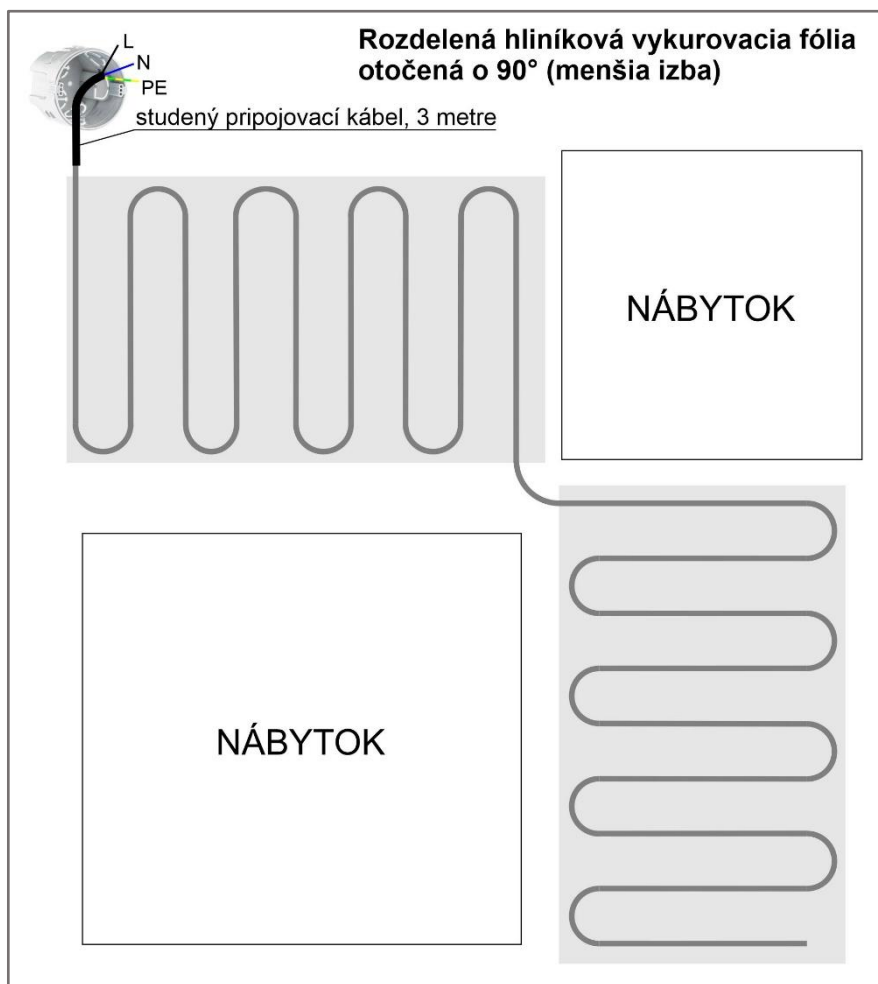 Rozdelená hliníková vykurovacia fólia
otočená o 90° (menšia izba)
L
N
PE
studený pripojovací kábel, 3 metre
NÁBYTOK
NÁBYTOK